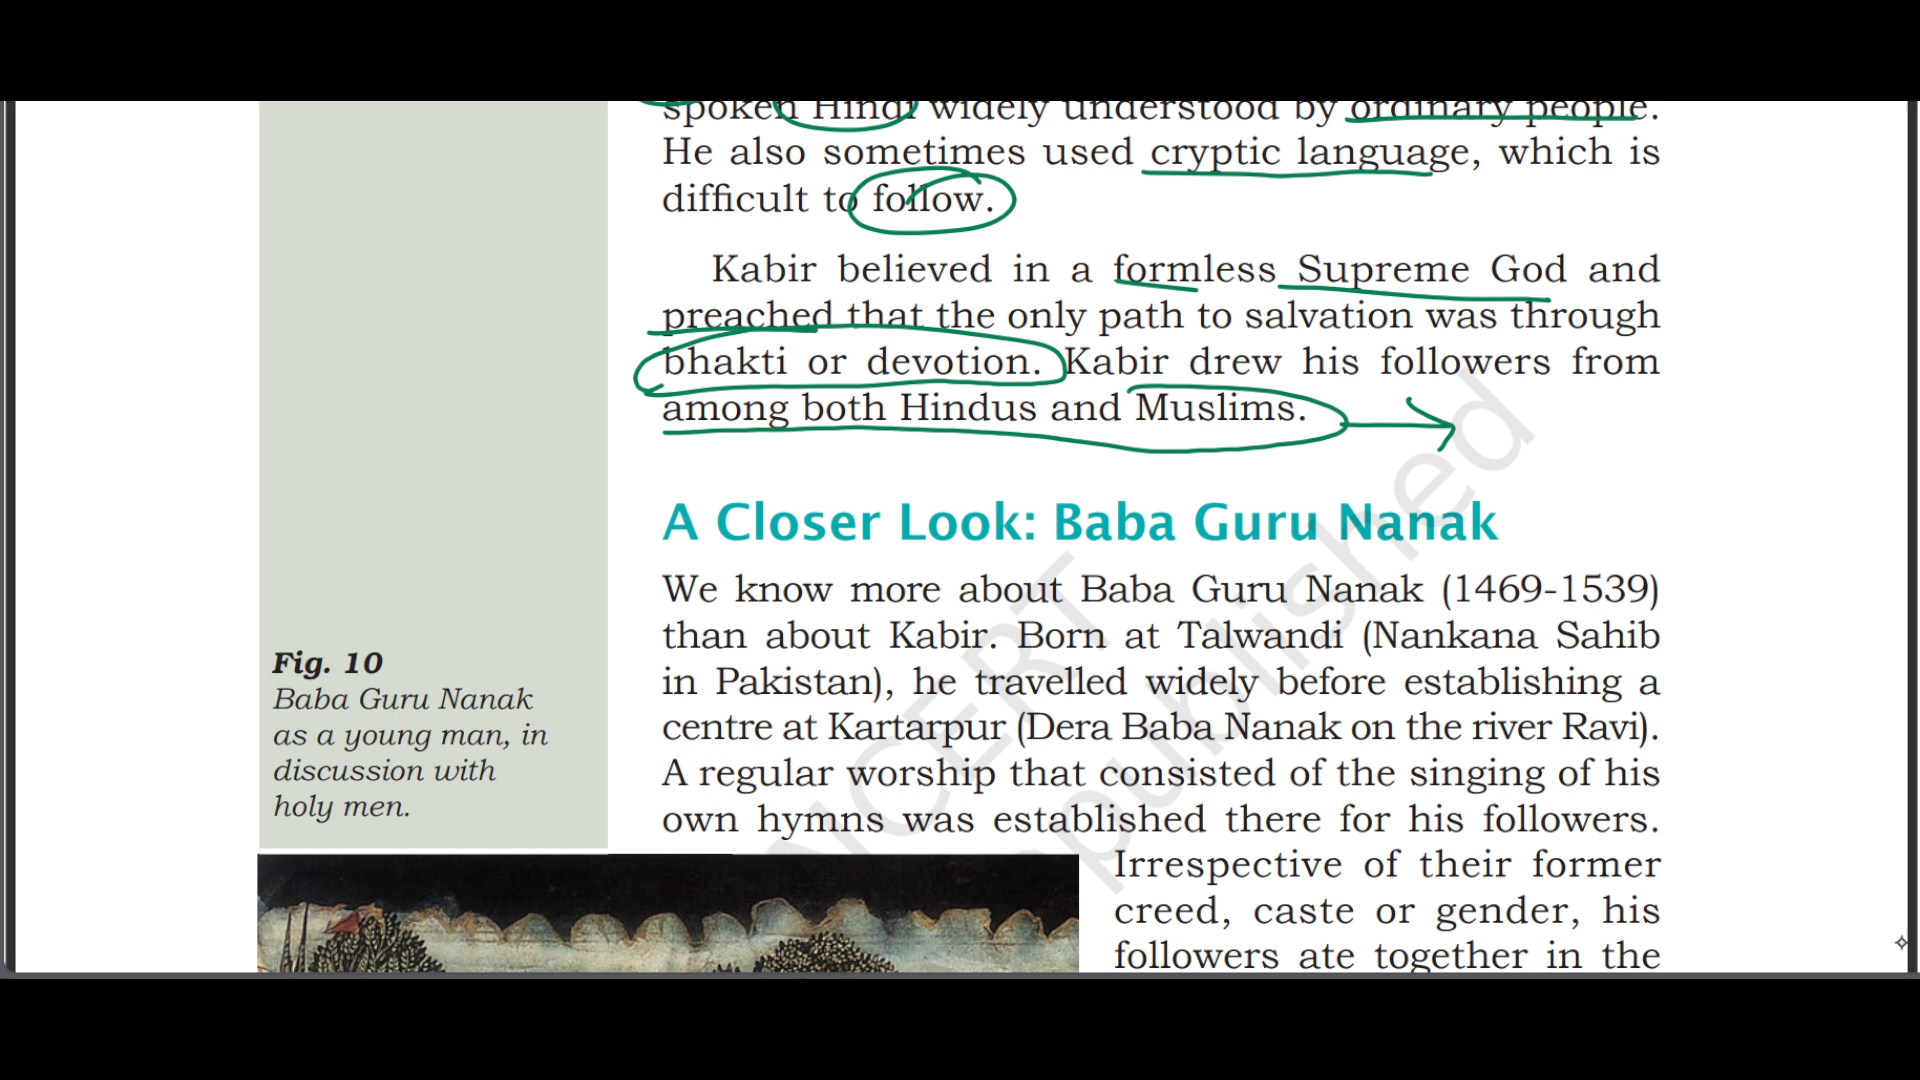 spoken Hindi widely understood by ordinary people.
He also sometimes used cryptic language, which is
difficult to follow.
Kabir believed in a formless Supreme God and
preached that the only path to salvation was through
bhakti or devotion. Kabir drew his followers from
among both Hindus and Muslims.
A Closer Look: Baba Guru Nanak
We know more about Baba Guru Nanak (1469-1539)
than about Kabir. Born at Talwandi (Nankana Sahib
in Pakistan), he travelled widely before establishing a
centre at Kartarpur (Dera Baba Nanak on the river Ravi).
A regular worship that consisted of the singing of his
own hymns was established there for his followers.
Irrespective of their former
creed, caste or gender, his
followers ate together in the
Fig. 10
Baba Guru Nanak
as a young man, in
discussion with
holy men.
NCERT
published